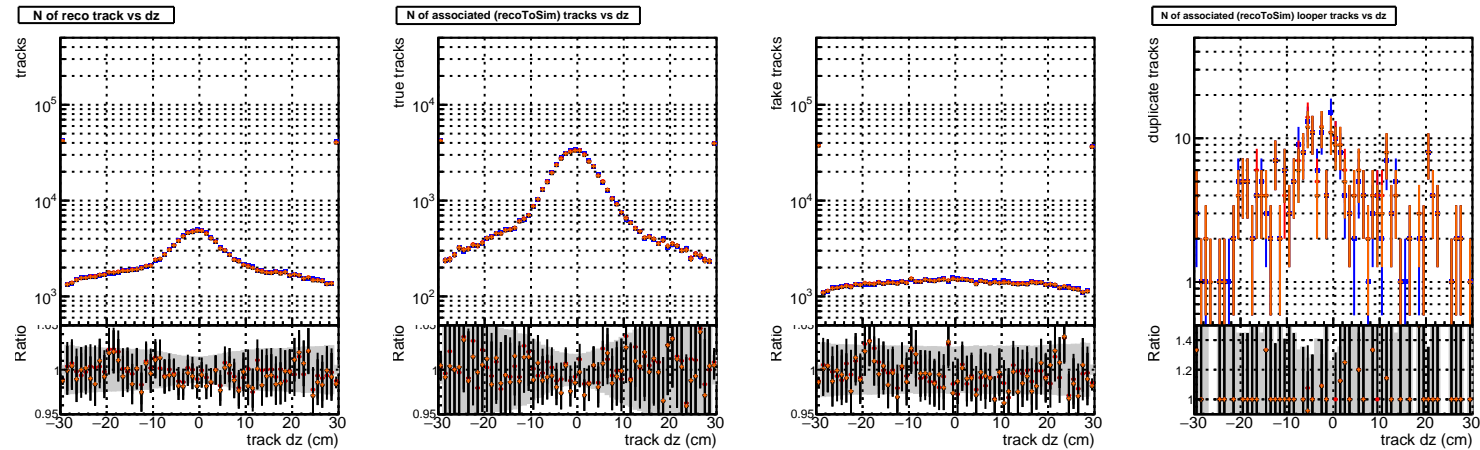 N of reco track vs dz
tracks
10^5
10^4
10^3
Ratio
1
0.95
−30 −20 −10 0 10 20 30
track dz (cm)
N of associated (recoToSim) tracks vs dz
true tracks
10^4
10^3
10^2
Ratio
1
0.95
−30 −20 −10 0 10 20 30
track dz (cm)
fake tracks
10^5
10^4
10^3
Ratio
1
0.95
−30 −20 −10 0 10 20 30
track dz (cm)
N of associated (recoToSim) looper tracks vs dz
duplicate tracks
10
1
Ratio
1.4
1.2
1
−30 −20 −10 0 10 20 30
track dz (cm)